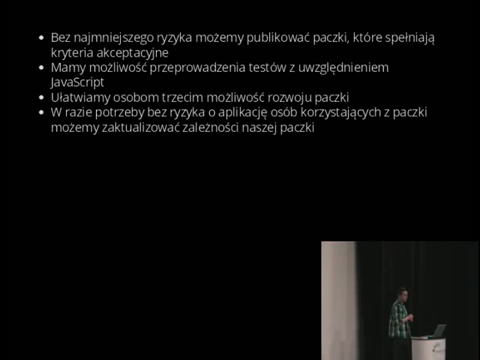 Bez najmniejszego ryzyka możemy publikować paczki, które spełniają
kryteria akceptacyjne
Mamy możliwość przeprowadzenia testów z uwzględnieniem
JavaScript
Ułatwiamy osobom trzecim możliwość rozwoju paczki
W razie potrzeby bez ryzyka o aplikację osób korzystających z paczki
możemy zaktualizować zależności naszej paczki